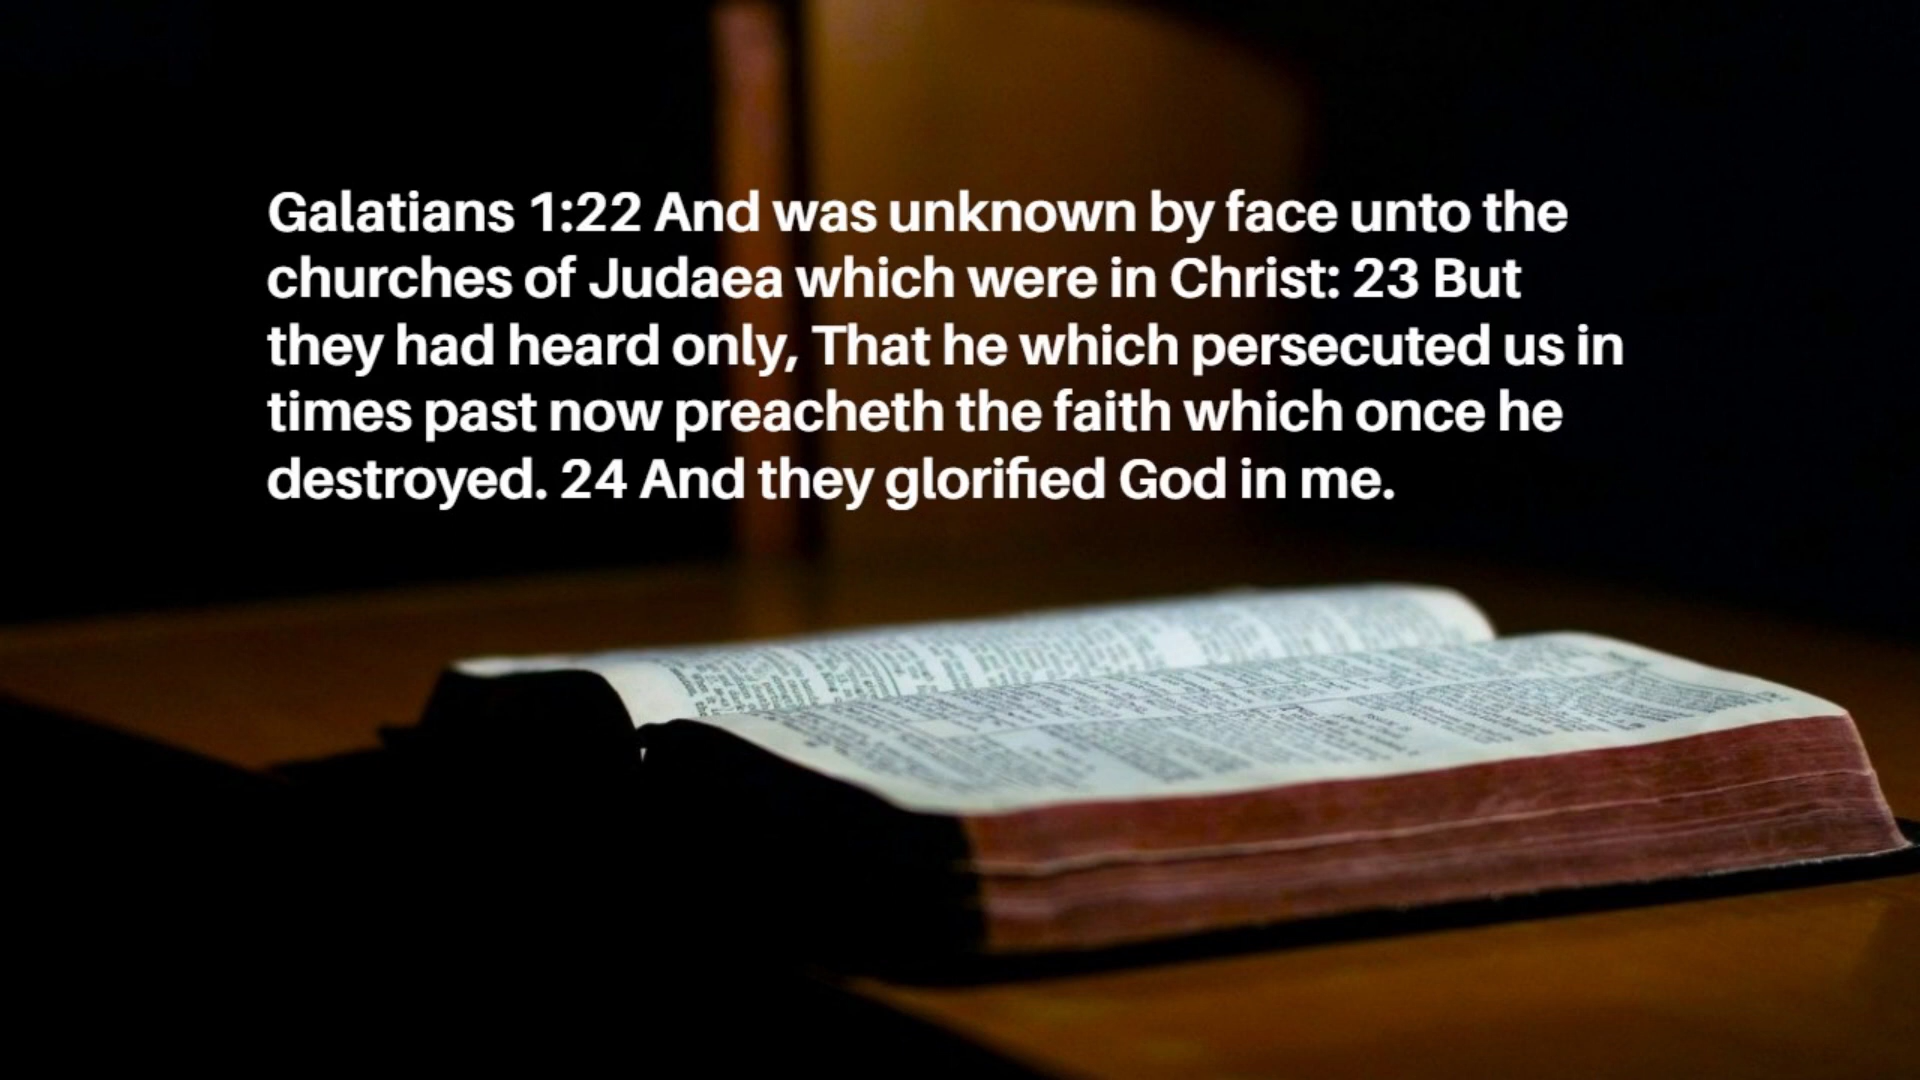 Galatians 1:22 And was unknown by face unto the
churches of Judaea which were in Christ: 23 But
they had heard only, That he which persecuted us in
times past now preacheth the faith which once he
destroyed. 24 And they glorified God in me.